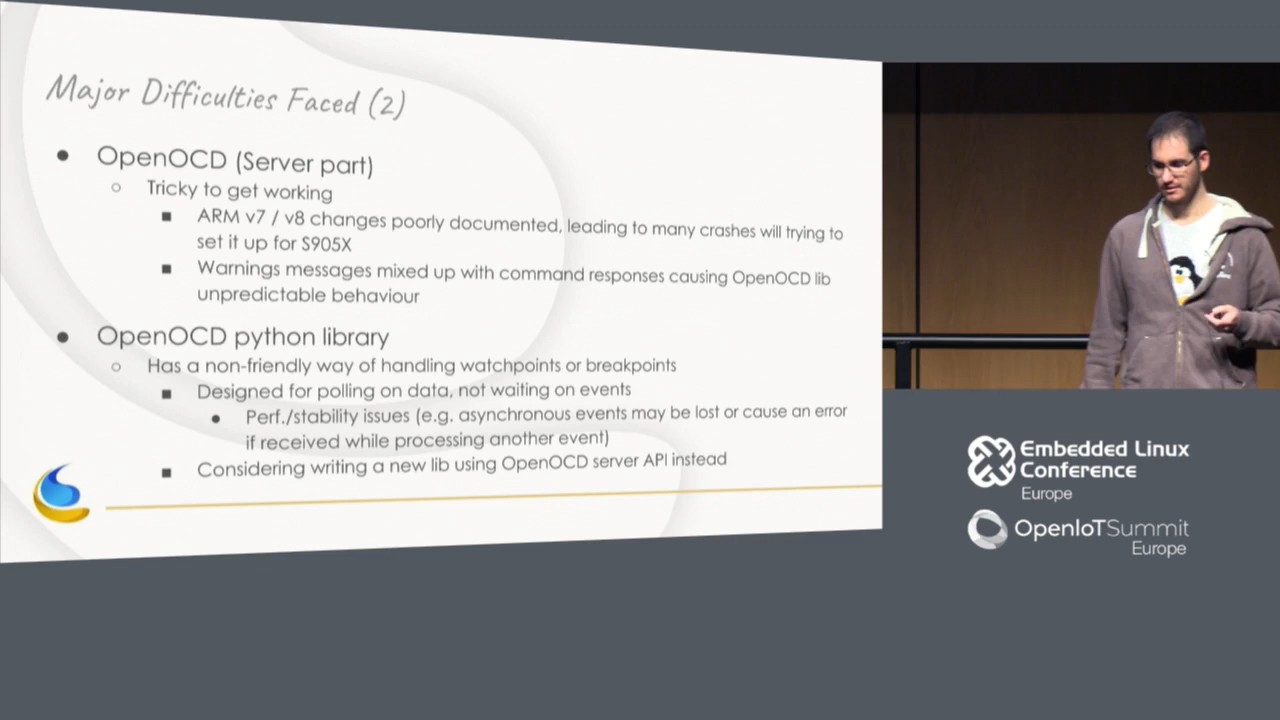 Major Difficulties Faced (2)
OpenOCD (Server part)
Tricky to get working
ARM v7 / v8 changes poorly documented, leading to many crashes will trying to
set it up for S905X
Warnings messages mixed up with command responses causing OpenOCD lib
unpredictable behaviour
OpenOCD python library
Has a non-friendly way of handling watchpoints or breakpoints
Designed for polling on data, not waiting on events
Perf./stability issues (e.g. asynchronous events may be lost or cause an error
if received while processing another event)
Considering writing a new lib using OpenOCD server API instead
Embedded Linux
Conference
Europe
OpenIoTSummit
Europe